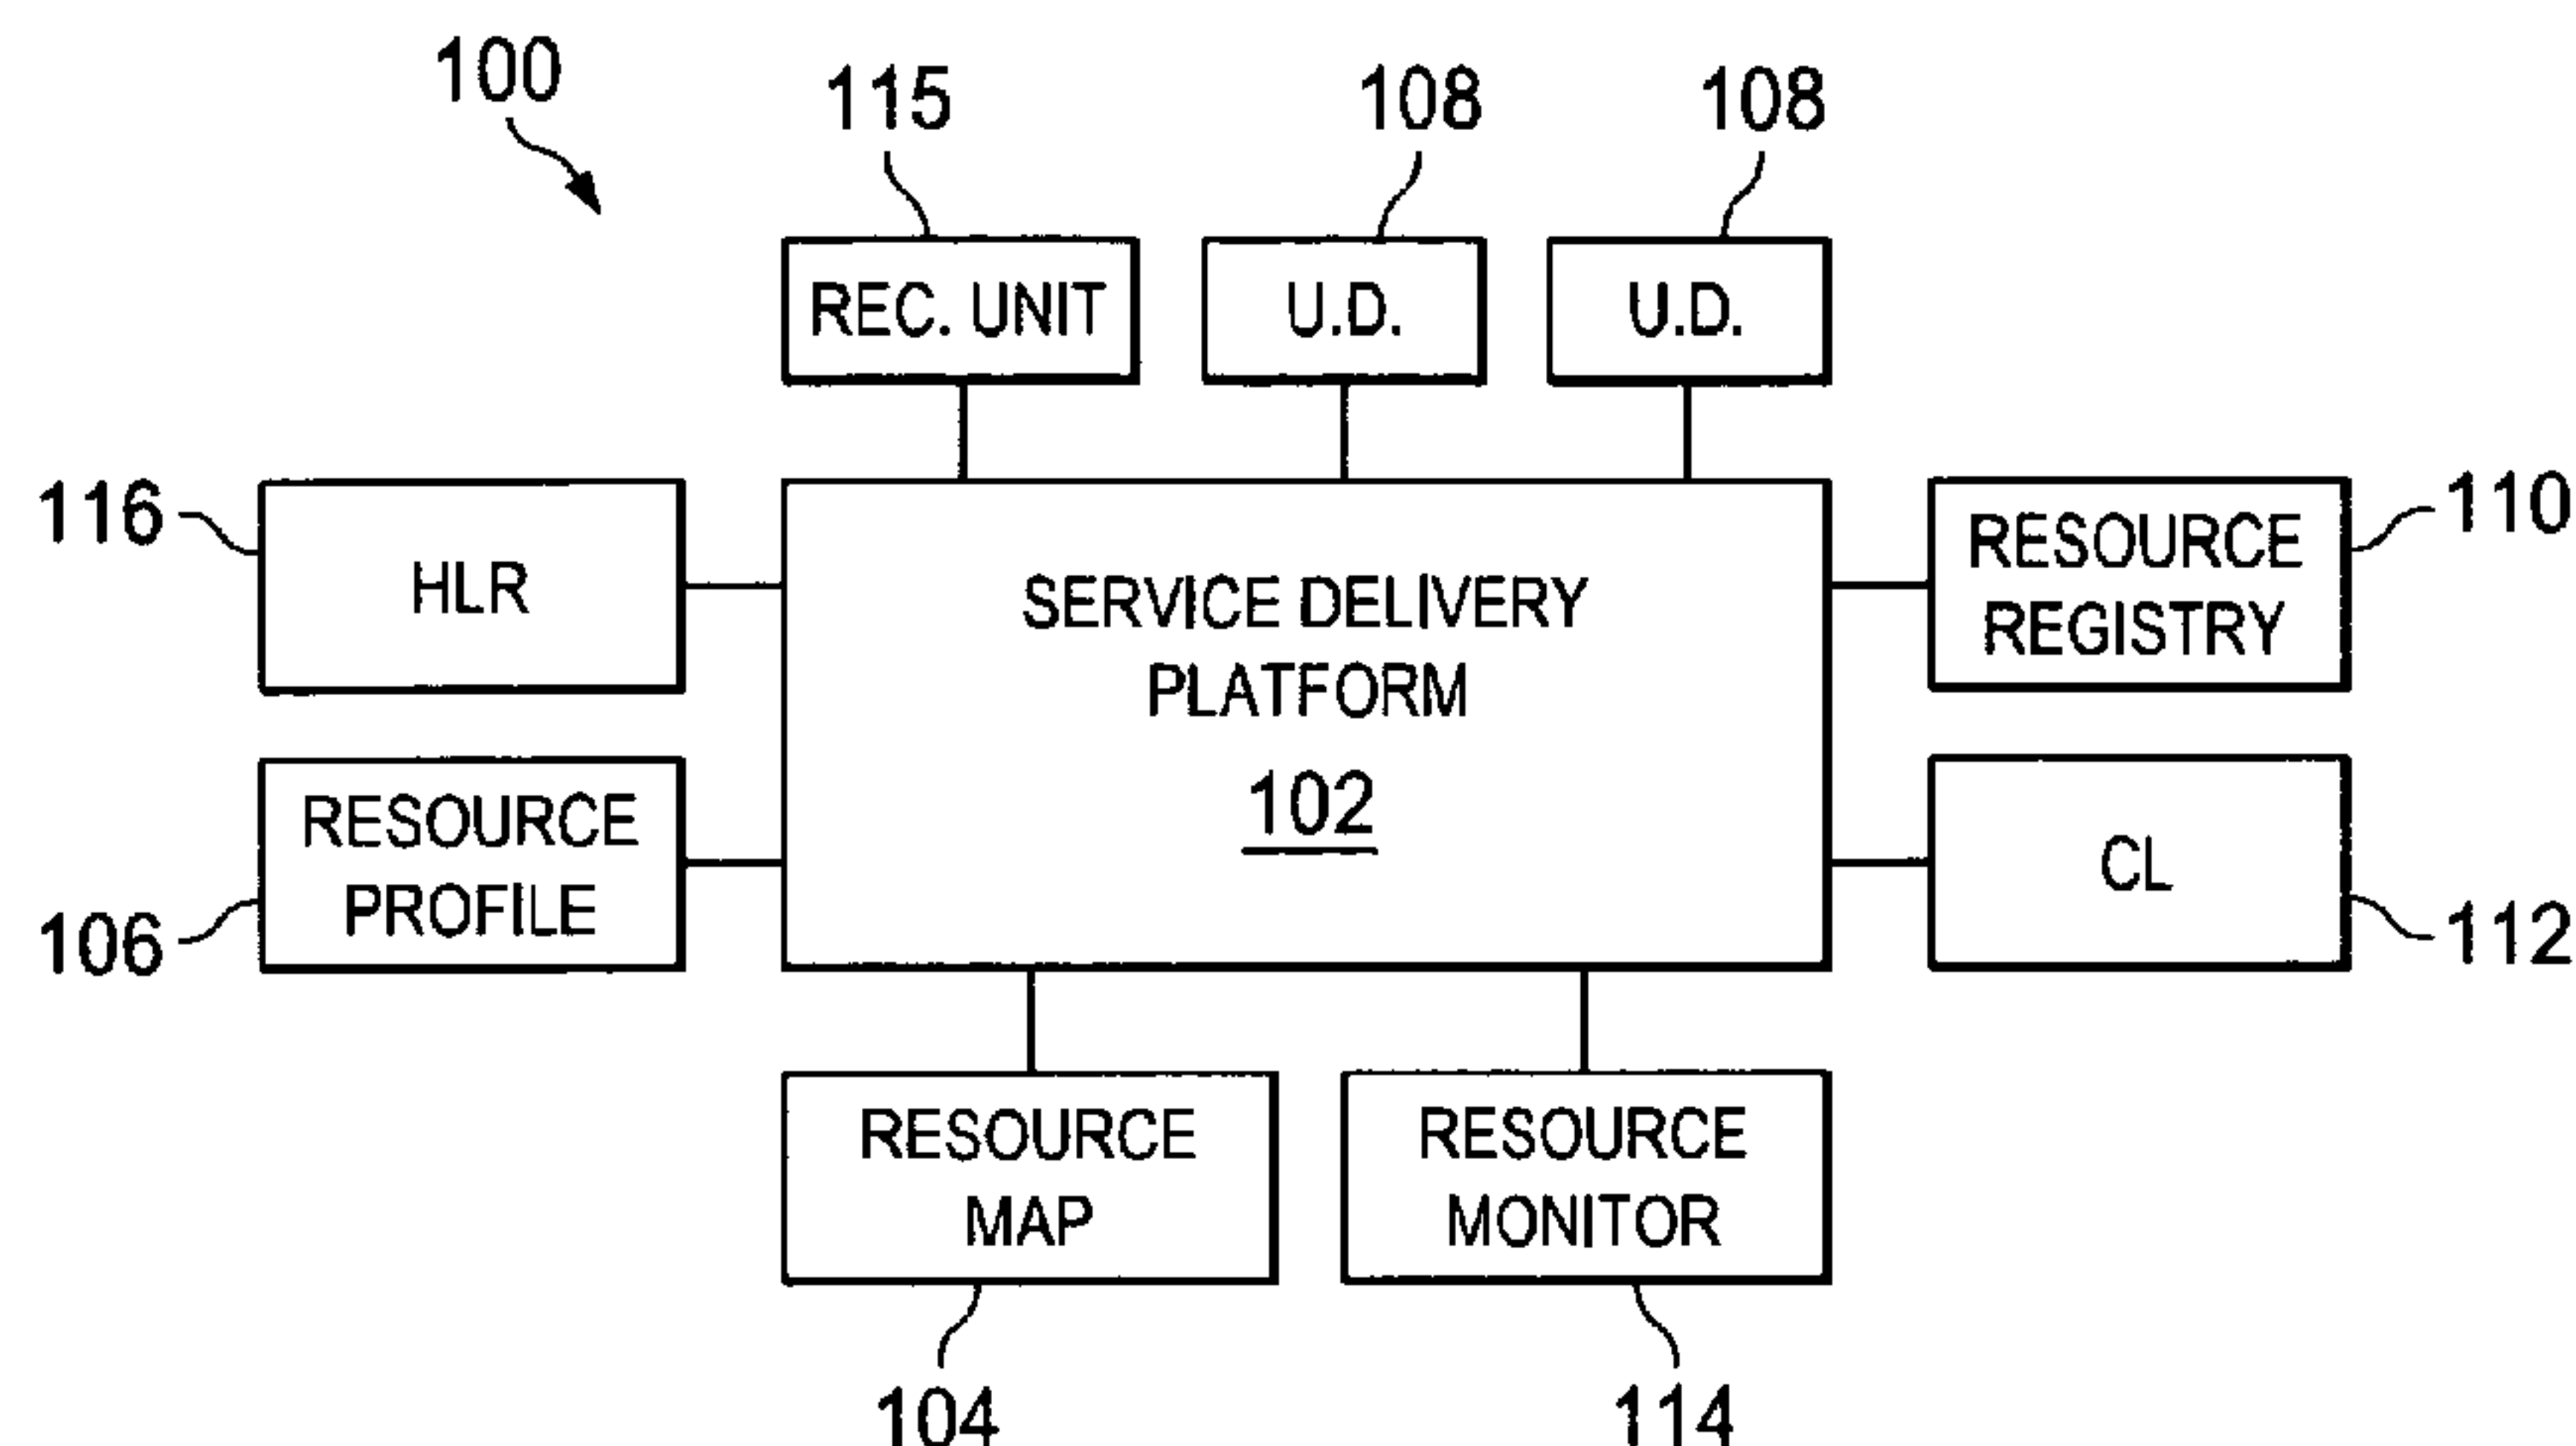 100
115
108
108
REC. UNIT
U.D.
U.D.
116
HLR
SERVICE DELIVERY
PLATFORM
102
RESOURCE
REGISTRY
110
RESOURCE
PROFILE
106
CL
112
RESOURCE
MAP
RESOURCE
MONITOR
104
114